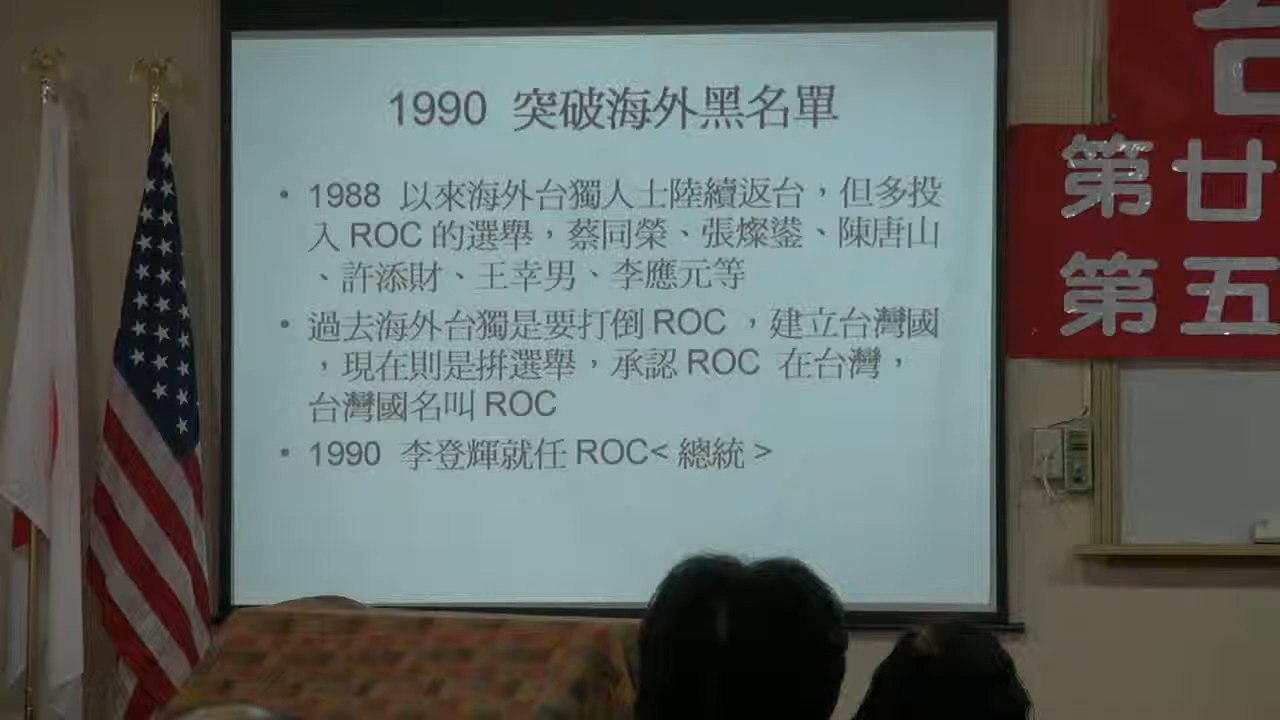 1990 突破海外黑名單
• 1988 以來海外台獨人士陸續返台，但多投
入 ROC 的選舉，蔡同榮、張燦鍙、陳唐山
、許添財、王幸男、李應元等
• 過去海外台獨是要打倒 ROC ，建立台灣國
，現在則是拚選舉，承認 ROC 在台灣，
台灣國名叫 ROC
• 1990 李登輝就任 ROC< 總統 >
台
第廿
第五